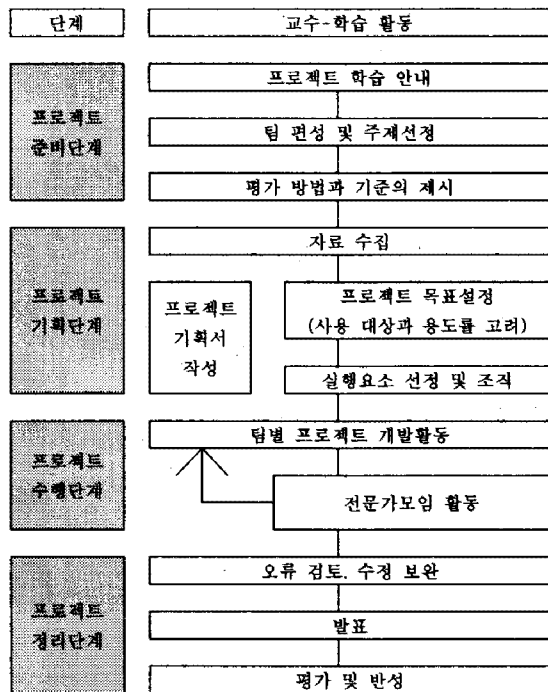 단계
교수-학습 활동
프로젝트
준비단계
프로젝트 학습 안내
팀 편성 및 주제선정
평가 방법과 기준의 제시
프로젝트
기획단계
자료 수집
프로젝트
기획서
작성
프로젝트 목표설정
(사용 대상과 용도를 고려)
실행요소 선정 및 조직
프로젝트
수행단계
팀별 프로젝트 개발활동
전문가모임 활동
프로젝트
정리단계
오류 검토, 수정 보완
발표
평가 및 반성